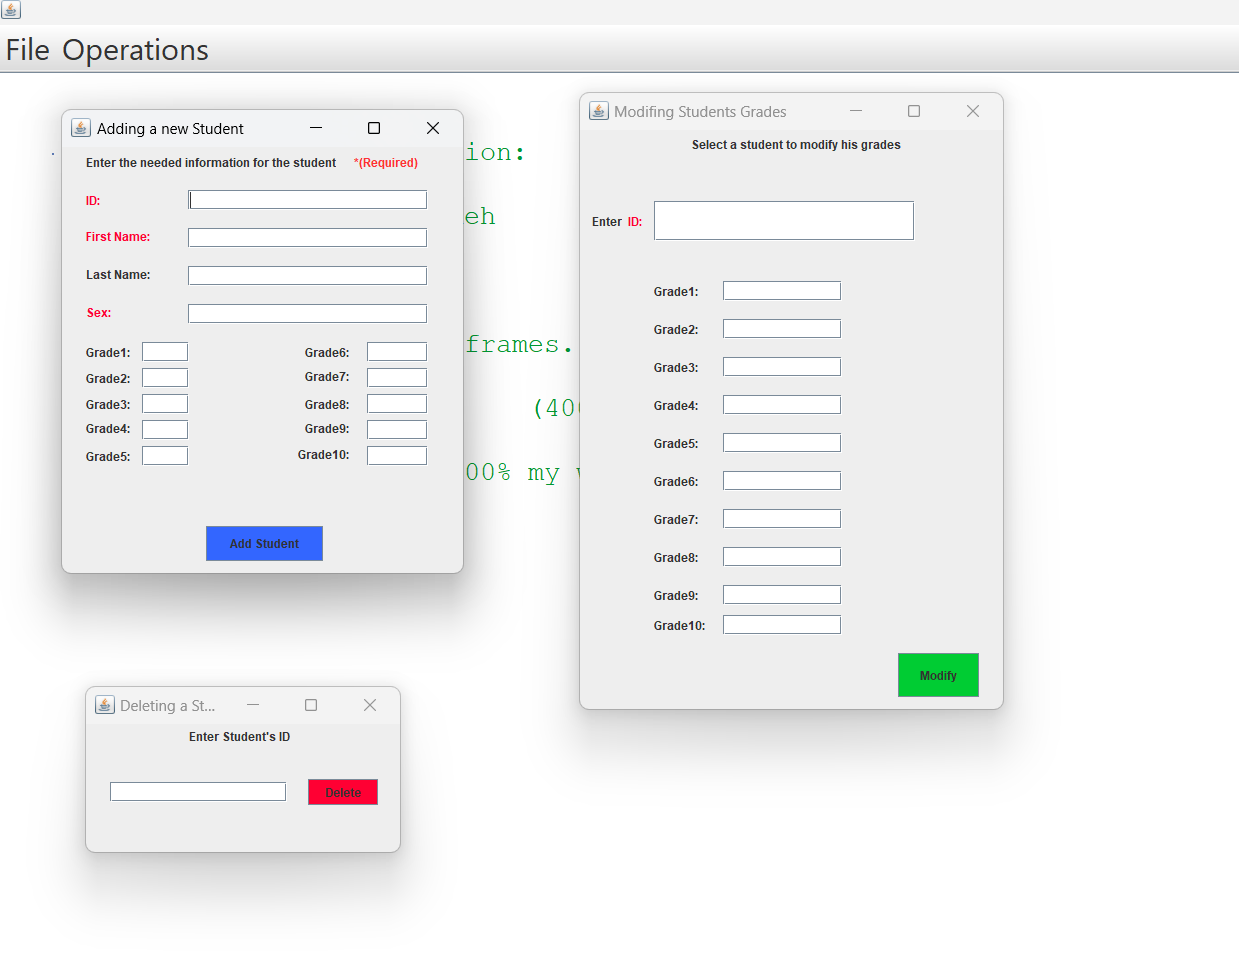 File Operations
Adding a new Student
Enter the needed information for the student *(Required)
ID:
First Name:
Last Name:
Sex:
Grade1:
Grade6:
Grade2:
Grade7:
Grade3:
Grade8:
Grade4:
Grade9:
Grade5:
Grade10:
Add Student
ion:
eh
frames.
(40
00% my
Modifing Students Grades
Select a student to modify his grades
Enter ID:
Grade1:
Grade2:
Grade3:
Grade4:
Grade5:
Grade6:
Grade7:
Grade8:
Grade9:
Grade10:
Modify
Deleting a St...
Enter Student's ID
Delete